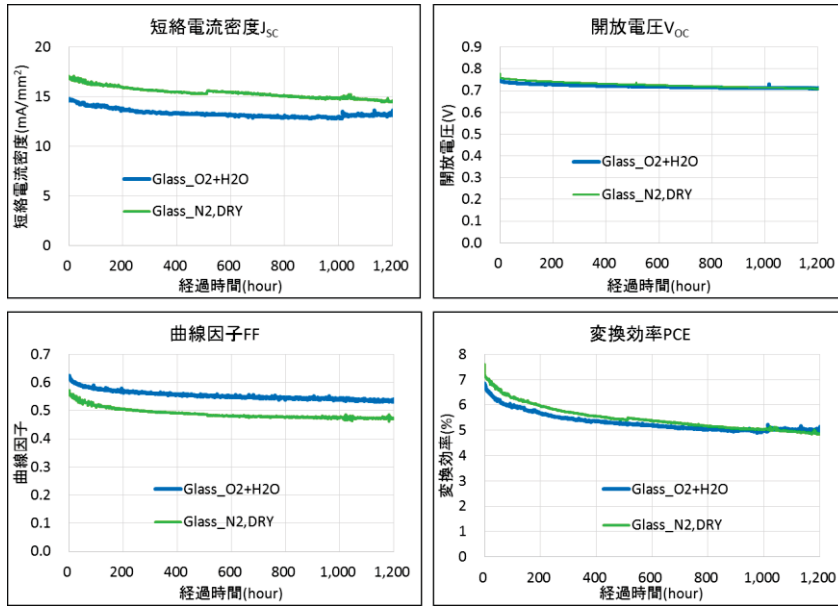 短絡電流密度JSC
20
15
10
5
0
短絡電流密度(mA/mm²)
Glass_O2+H2O
Glass_N2,DRY
0 200 400 600 800 1,000 1,200
経過時間(hour)
開放電圧VOC
0.9
0.8
0.7
0.6
0.5
0.4
0.3
0.2
0.1
0.0
開放電圧(V)
Glass_O2+H2O
Glass_N2,DRY
0 200 400 600 800 1,000 1,200
経過時間(hour)
曲線因子FF
0.7
0.6
0.5
0.4
0.3
0.2
0.1
0.0
曲線因子
Glass_O2+H2O
Glass_N2,DRY
0 200 400 600 800 1,000 1,200
経過時間(hour)
変換効率PCE
8
7
6
5
4
3
2
1
0
変換効率(%)
Glass_O2+H2O
Glass_N2,DRY
0 200 400 600 800 1,000 1,200
経過時間(hour)